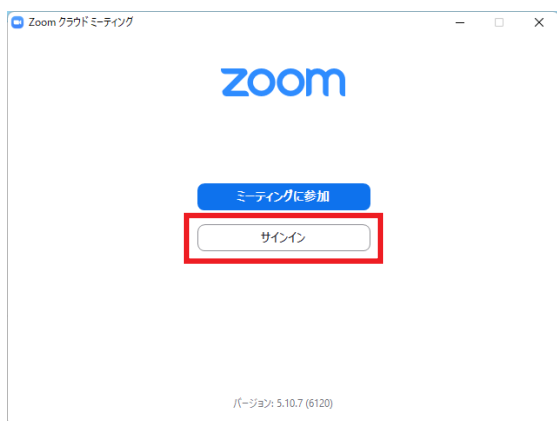 Zoom クラウド ミーティング
zoom
ミーティングに参加
サインイン
バージョン: 5.10.7 (6120)